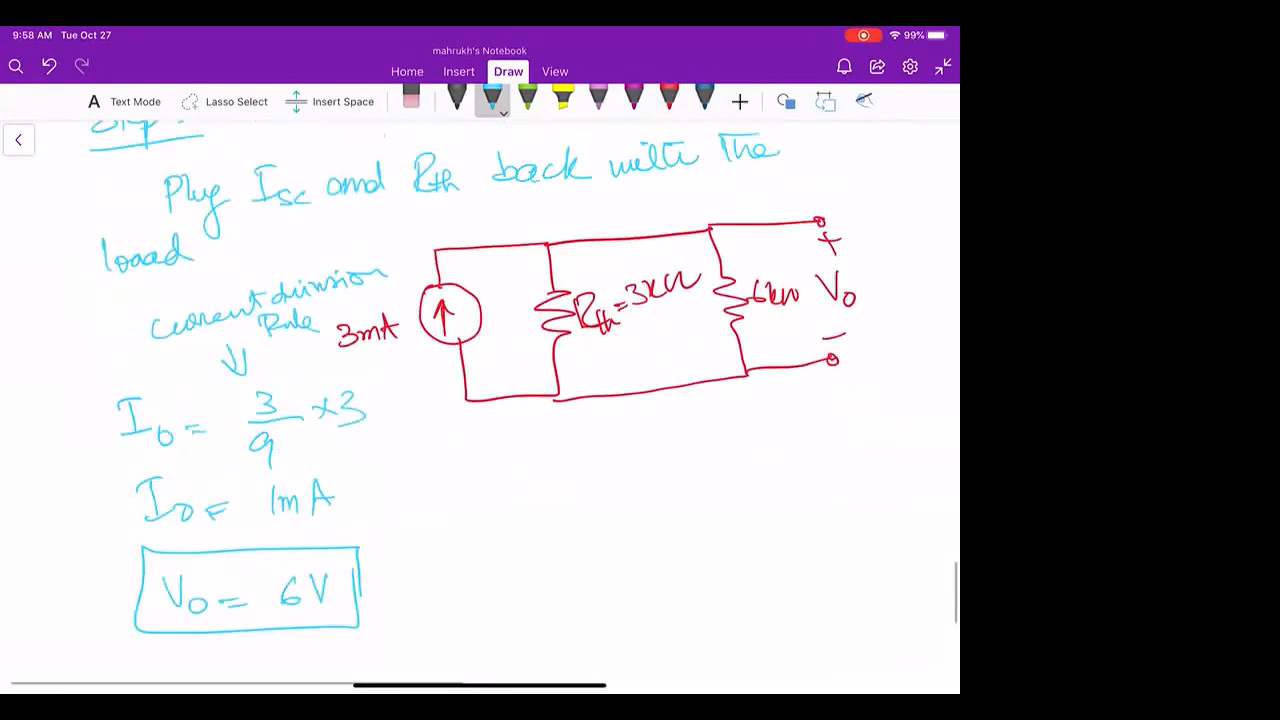 9:58 AM Tue Oct 27
99%
mahrukh's Notebook
Home Insert Draw View
Text Mode Lasso Select Insert Space
Plug Isc and Rth back with the
load
current division
Rule
3mA
Rth = 3kΩ
6kΩ
+
Vo
-
Io = 3/9 × 3
Io = 1mA
Vo = 6V